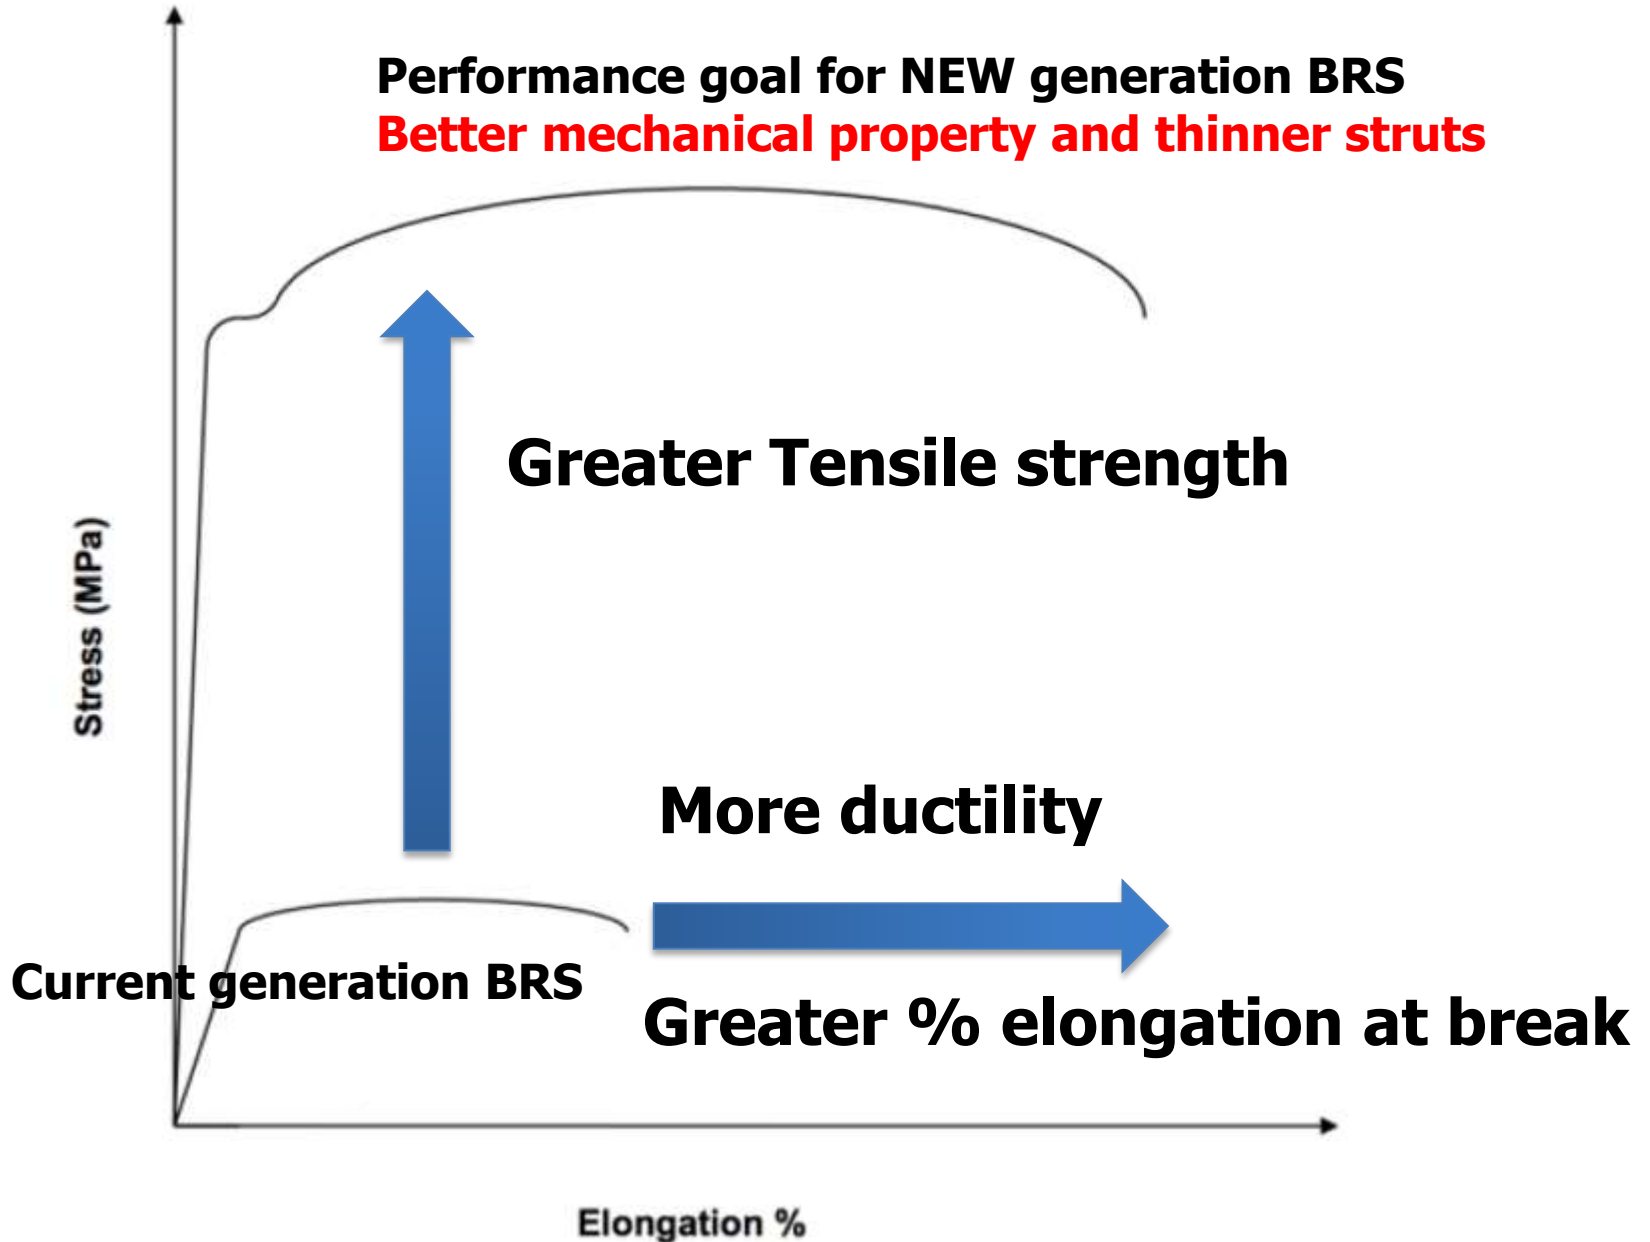 Performance goal for NEW generation BRS
Better mechanical property and thinner struts
Greater Tensile strength
Stress (MPa)
More ductility
Current generation BRS
Greater % elongation at break
Elongation %